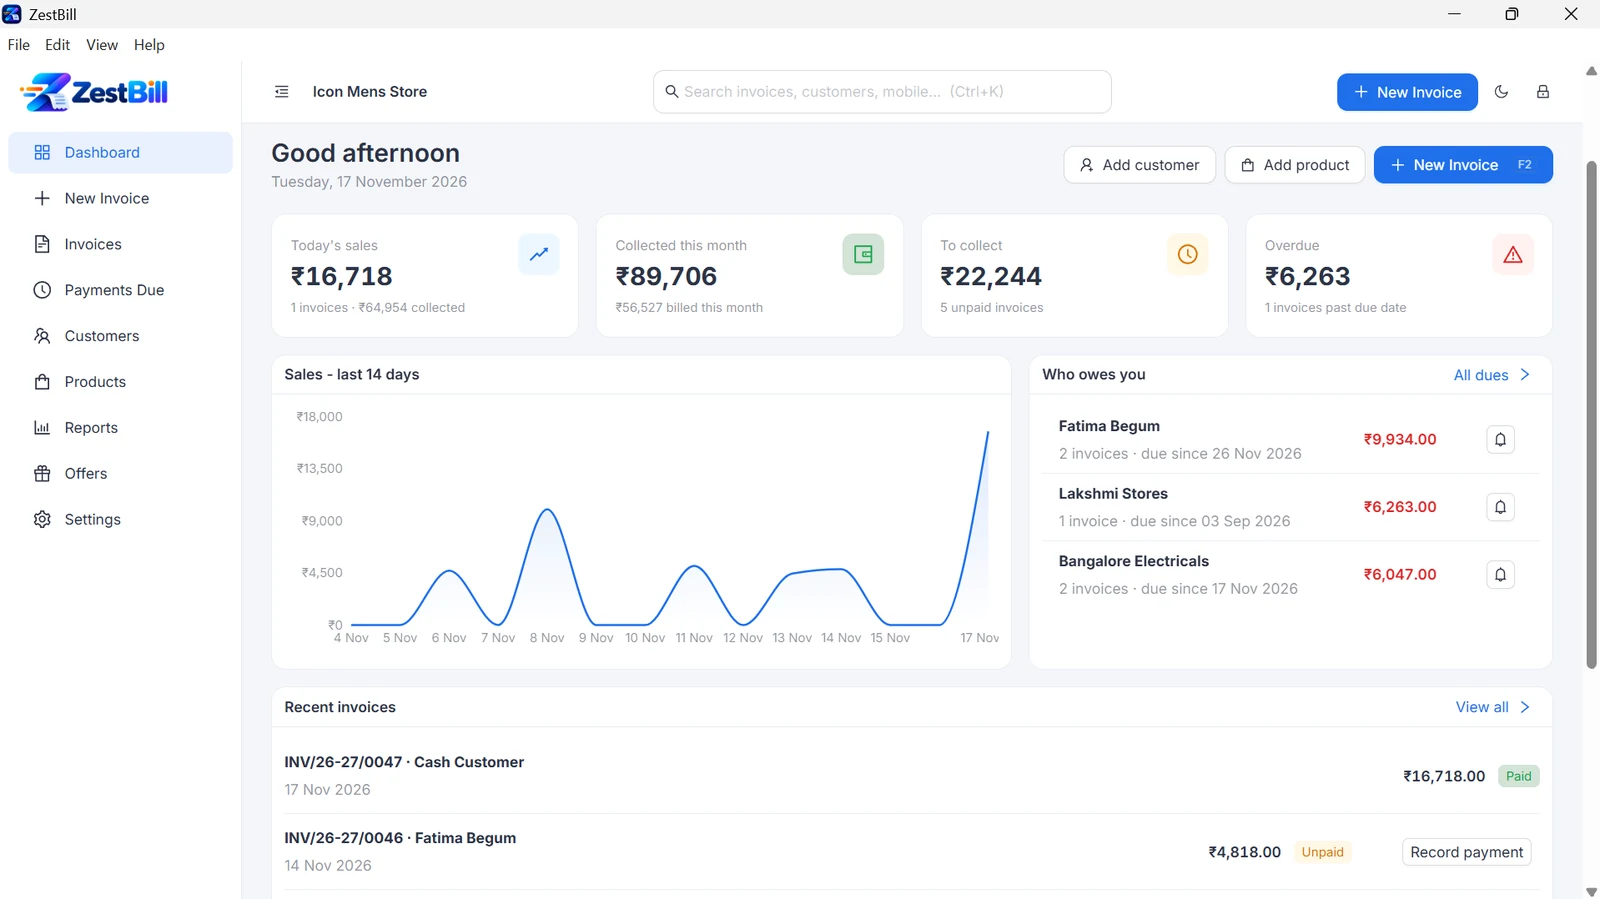 ZestBill
File Edit View Help
ZestBill
Icon Mens Store
Search invoices, customers, mobile... (Ctrl+K)
New Invoice
Dashboard
New Invoice
Invoices
Payments Due
Customers
Products
Reports
Offers
Settings
Good afternoon
Tuesday, 17 November 2026
Add customer
Add product
New Invoice F2
Today's sales
₹16,718
1 invoices · ₹64,954 collected
Collected this month
₹89,706
₹56,527 billed this month
To collect
₹22,244
5 unpaid invoices
Overdue
₹6,263
1 invoices past due date
Sales - last 14 days
₹18,000
₹13,500
₹9,000
₹4,500
₹0
4 Nov 5 Nov 6 Nov 7 Nov 8 Nov 9 Nov 10 Nov 11 Nov 12 Nov 13 Nov 14 Nov 15 Nov 17 Nov
Who owes you
All dues
Fatima Begum
2 invoices · due since 26 Nov 2026
₹9,934.00
Lakshmi Stores
1 invoice · due since 03 Sep 2026
₹6,263.00
Bangalore Electricals
2 invoices · due since 17 Nov 2026
₹6,047.00
Recent invoices
View all
INV/26-27/0047 · Cash Customer
17 Nov 2026
₹16,718.00 Paid
INV/26-27/0046 · Fatima Begum
14 Nov 2026
₹4,818.00 Unpaid Record payment